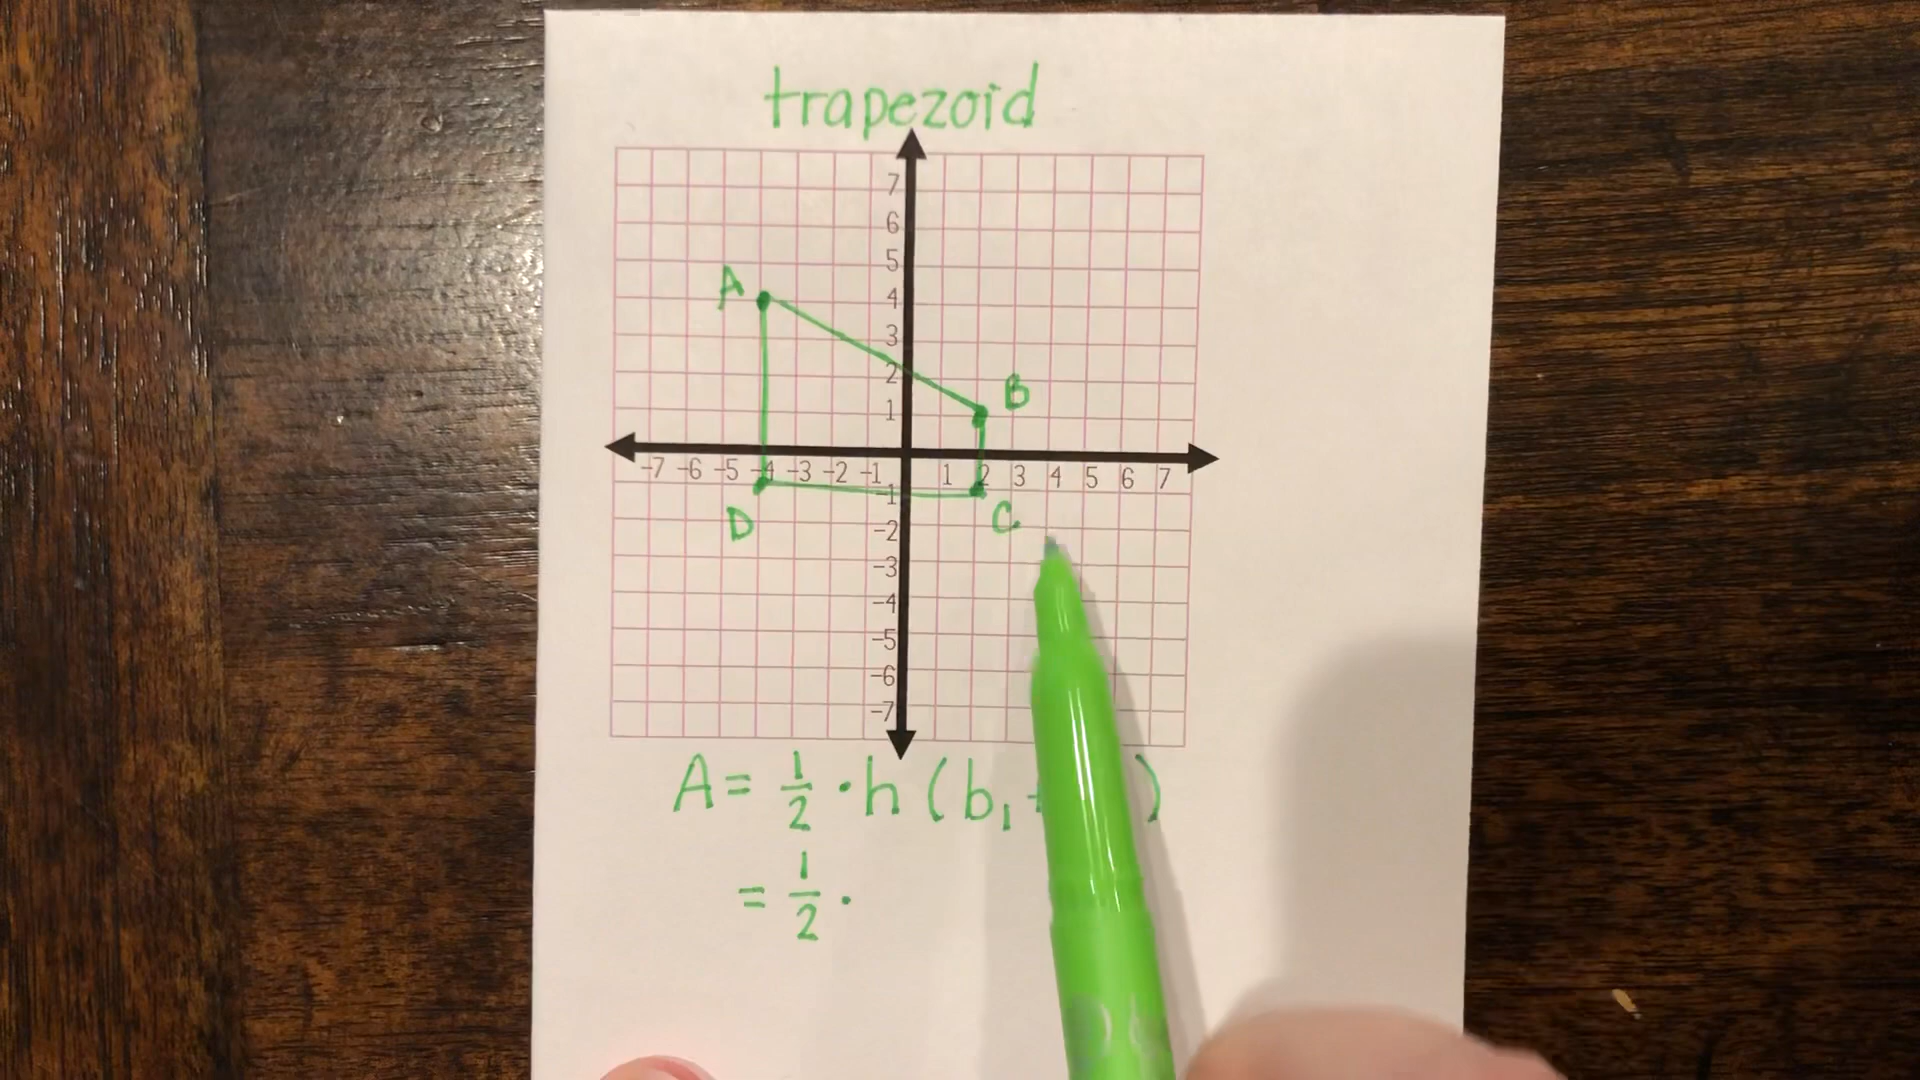 trapezoid
7
6
5
A 4
3
2 B
1
-7 -6 -5 -4 -3 -2 -1 1 2 3 4 5 6 7
-1
D -2 C
-3
-4
-5
-6
-7
A = 1/2 · h ( b₁ )
= 1/2 ·